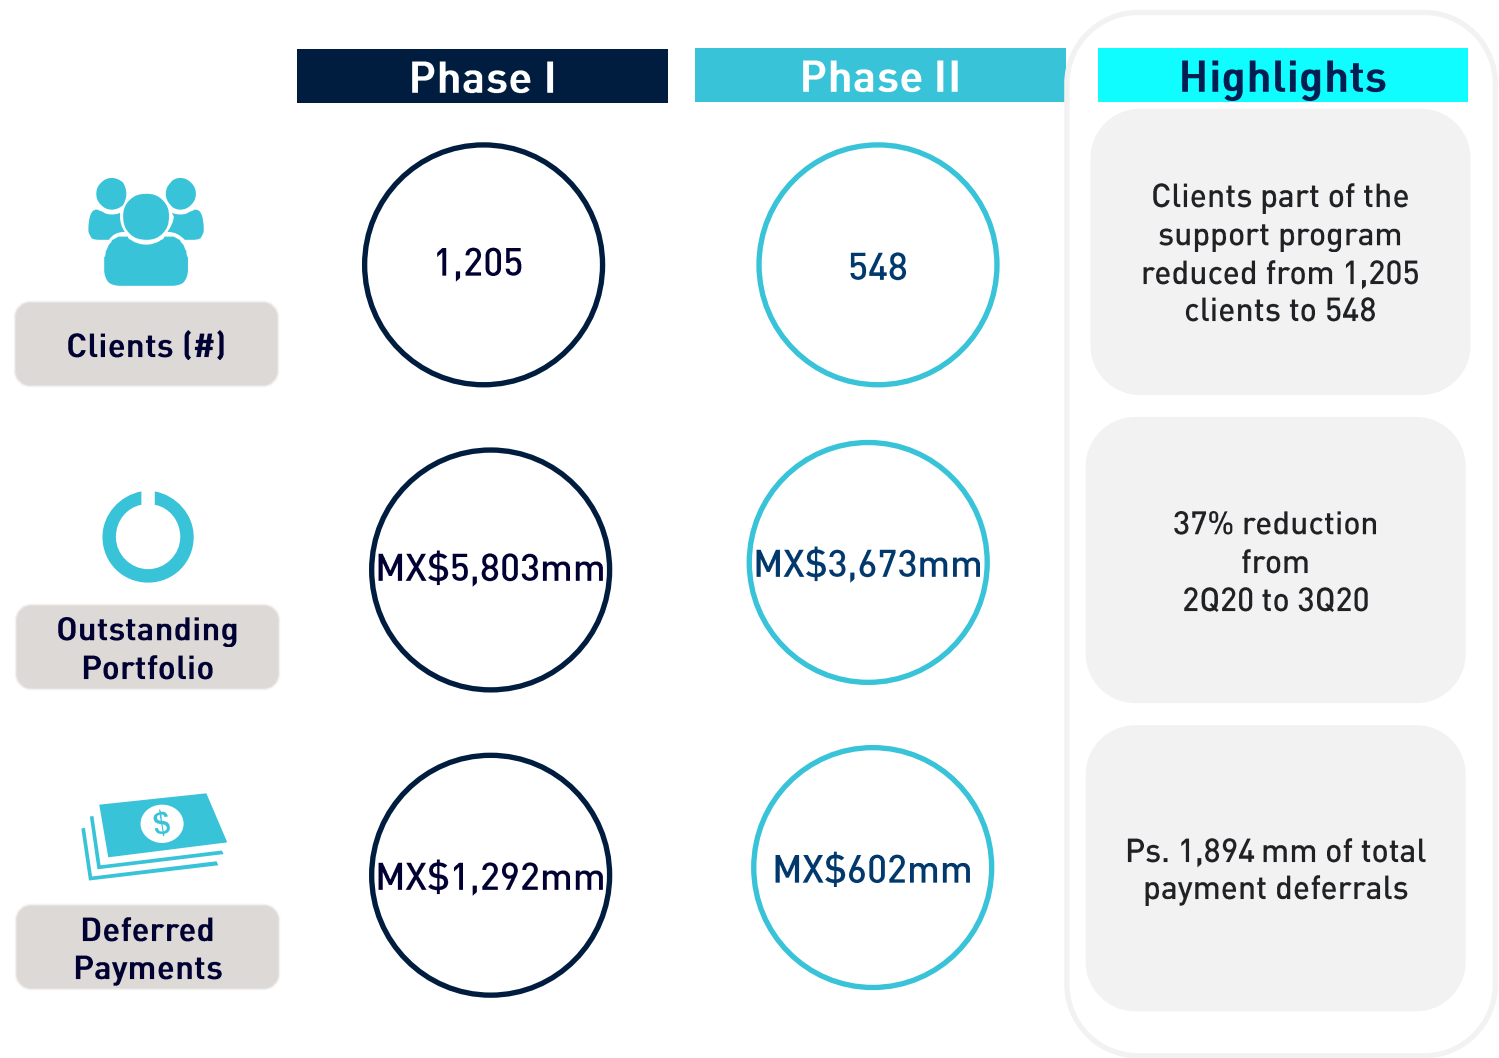 Phase I
Phase II
Highlights
Clients (#)
1,205
548
Clients part of the
support program
reduced from 1,205
clients to 548
Outstanding
Portfolio
MX$5,803mm
MX$3,673mm
37% reduction
from
2Q20 to 3Q20
$
Deferred
Payments
MX$1,292mm
MX$602mm
Ps. 1,894 mm of total
payment deferrals